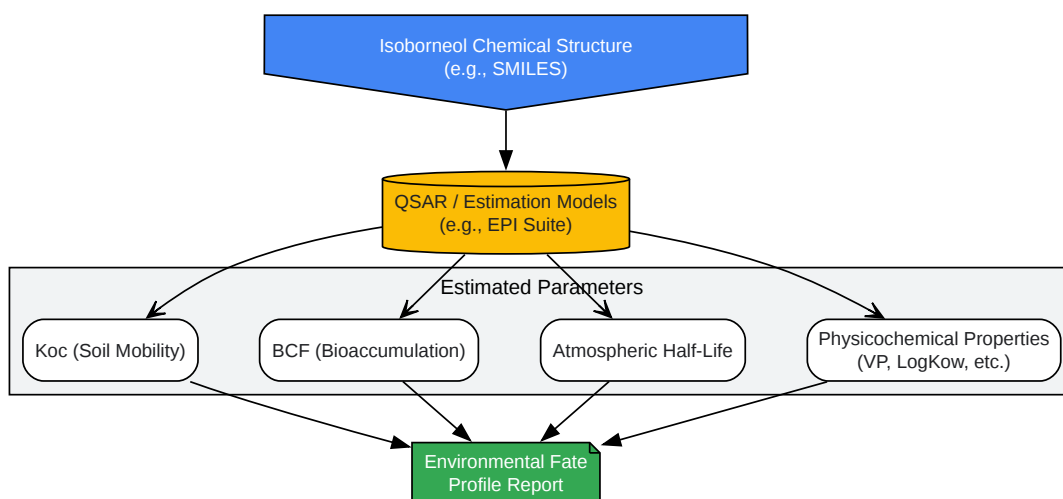 Isoborneol Chemical Structure
(e.g., SMILES)
QSAR / Estimation Models
(e.g., EPI Suite)
Estimated Parameters
Koc (Soil Mobility)
BCF (Bioaccumulation)
Atmospheric Half-Life
Physicochemical Properties
(VP, LogKow, etc.)
Environmental Fate
Profile Report